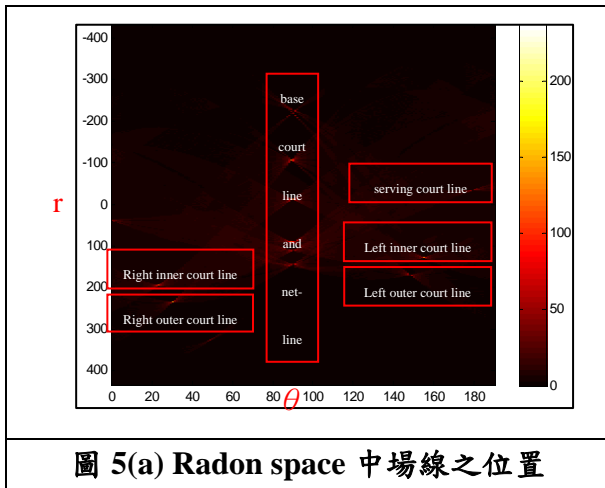 -400
-300
-200
-100
0
100
200
300
400
r
base
court
line
and
net-
line
serving court line
Left inner court line
Left outer court line
Right inner court line
Right outer court line
0 20 40 60 80 100 120 140 160 180
θ
200
150
100
50
0
圖 5(a) Radon space 中場線之位置